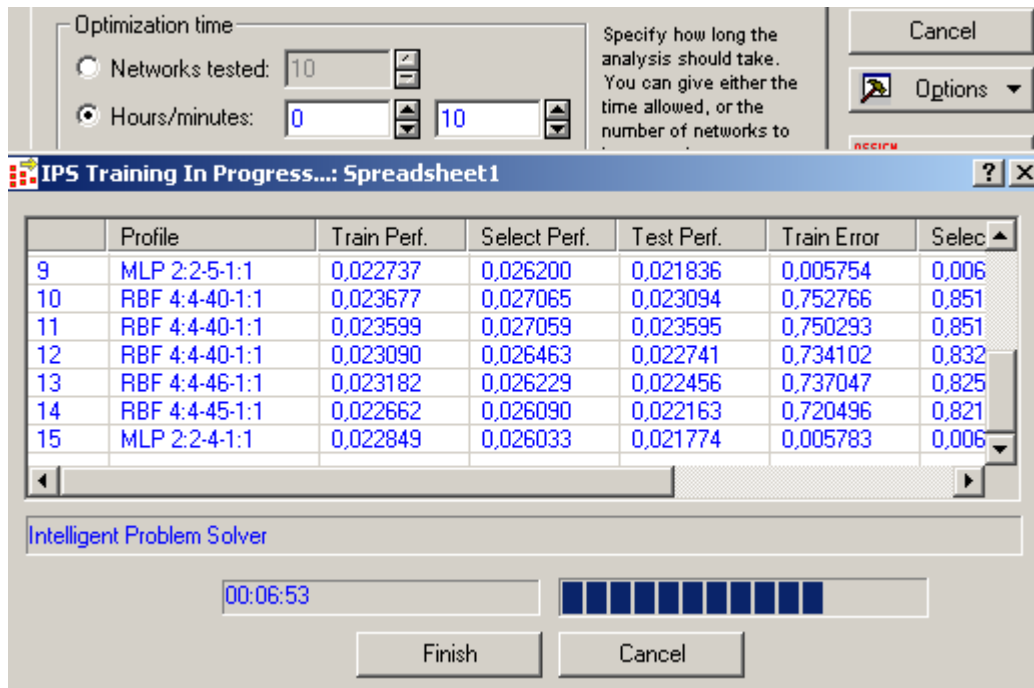 Optimization time
Networks tested: 10
Hours/minutes: 0 10
Specify how long the
analysis should take.
You can give either the
time allowed, or the
number of networks to
Cancel
Options
IPS Training In Progress...: Spreadsheet1
Profile Train Perf. Select Perf. Test Perf. Train Error Selec
9 MLP 2:2-5-1:1 0,022737 0,026200 0,021836 0,005754 0,006
10 RBF 4:4-40-1:1 0,023677 0,027065 0,023094 0,752766 0,851
11 RBF 4:4-40-1:1 0,023599 0,027059 0,023595 0,750293 0,851
12 RBF 4:4-40-1:1 0,023090 0,026463 0,022741 0,734102 0,832
13 RBF 4:4-46-1:1 0,023182 0,026229 0,022456 0,737047 0,825
14 RBF 4:4-45-1:1 0,022662 0,026090 0,022163 0,720496 0,821
15 MLP 2:2-4-1:1 0,022849 0,026033 0,021774 0,005783 0,006
Intelligent Problem Solver
00:06:53
Finish Cancel